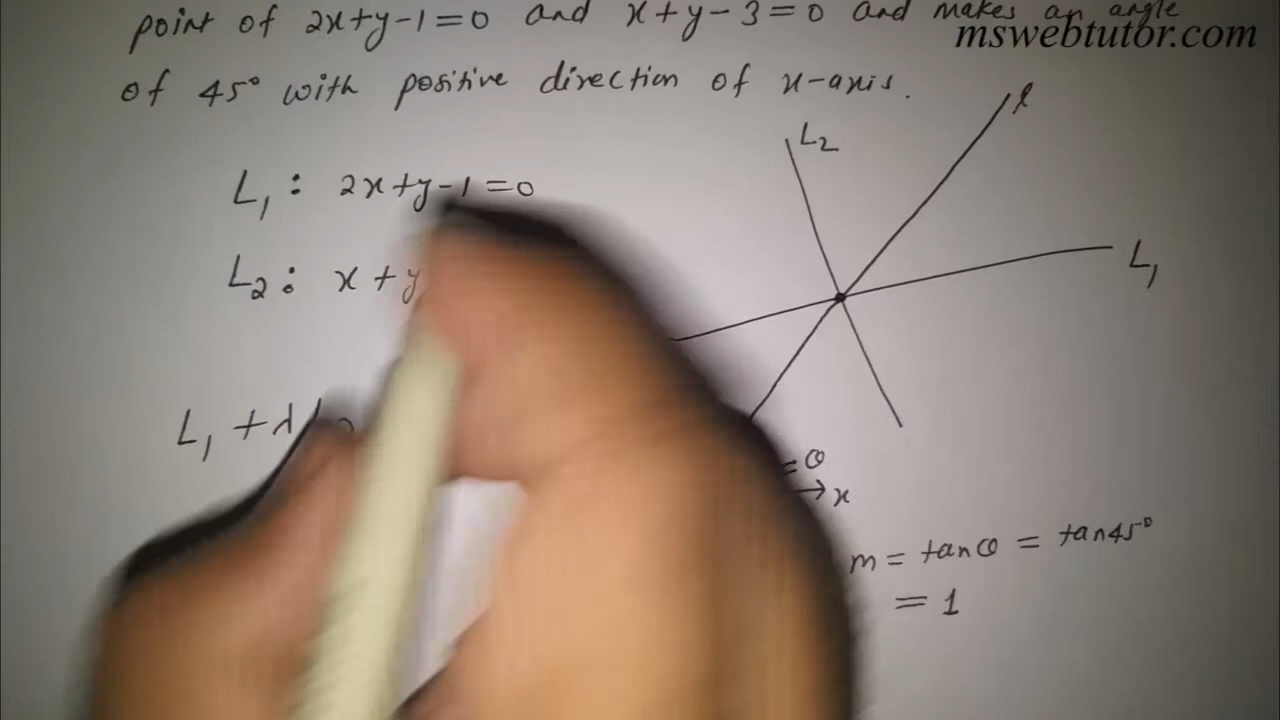 point of 2x+y-1=0 and x+y-3=0 and makes an angle
mswebtutor.com
of 45° with positive direction of x-axis.
L₂
l
L₁ : 2x+y-1=0
L₂ : x+y
L₁
L₁ + λL₂
=θ
→x
m = tanθ = tan45°
= 1